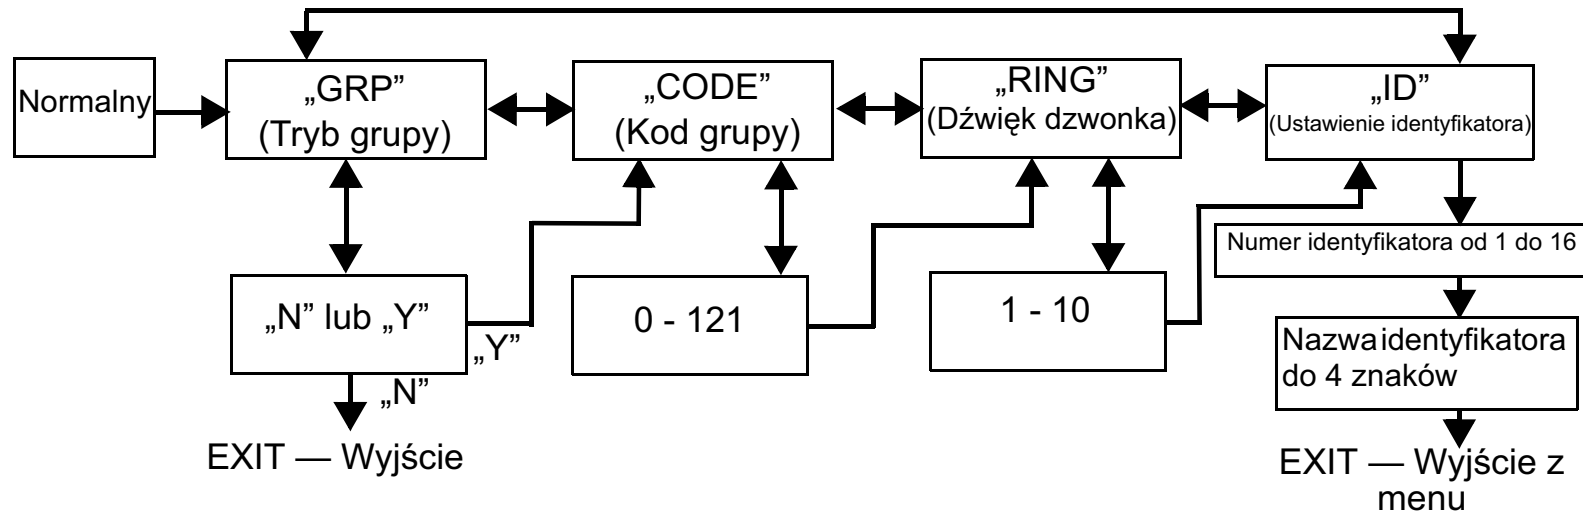 Normalny
„GRP”
(Tryb grupy)
„CODE”
(Kod grupy)
„RING”
(Dźwięk dzwonka)
„ID”
(Ustawienie identyfikatora)
„N” lub „Y”
„Y”
„N”
EXIT — Wyjście
0 - 121
1 - 10
Numer identyfikatora od 1 do 16
Nazwa identyfikatora
do 4 znaków
EXIT — Wyjście z
menu